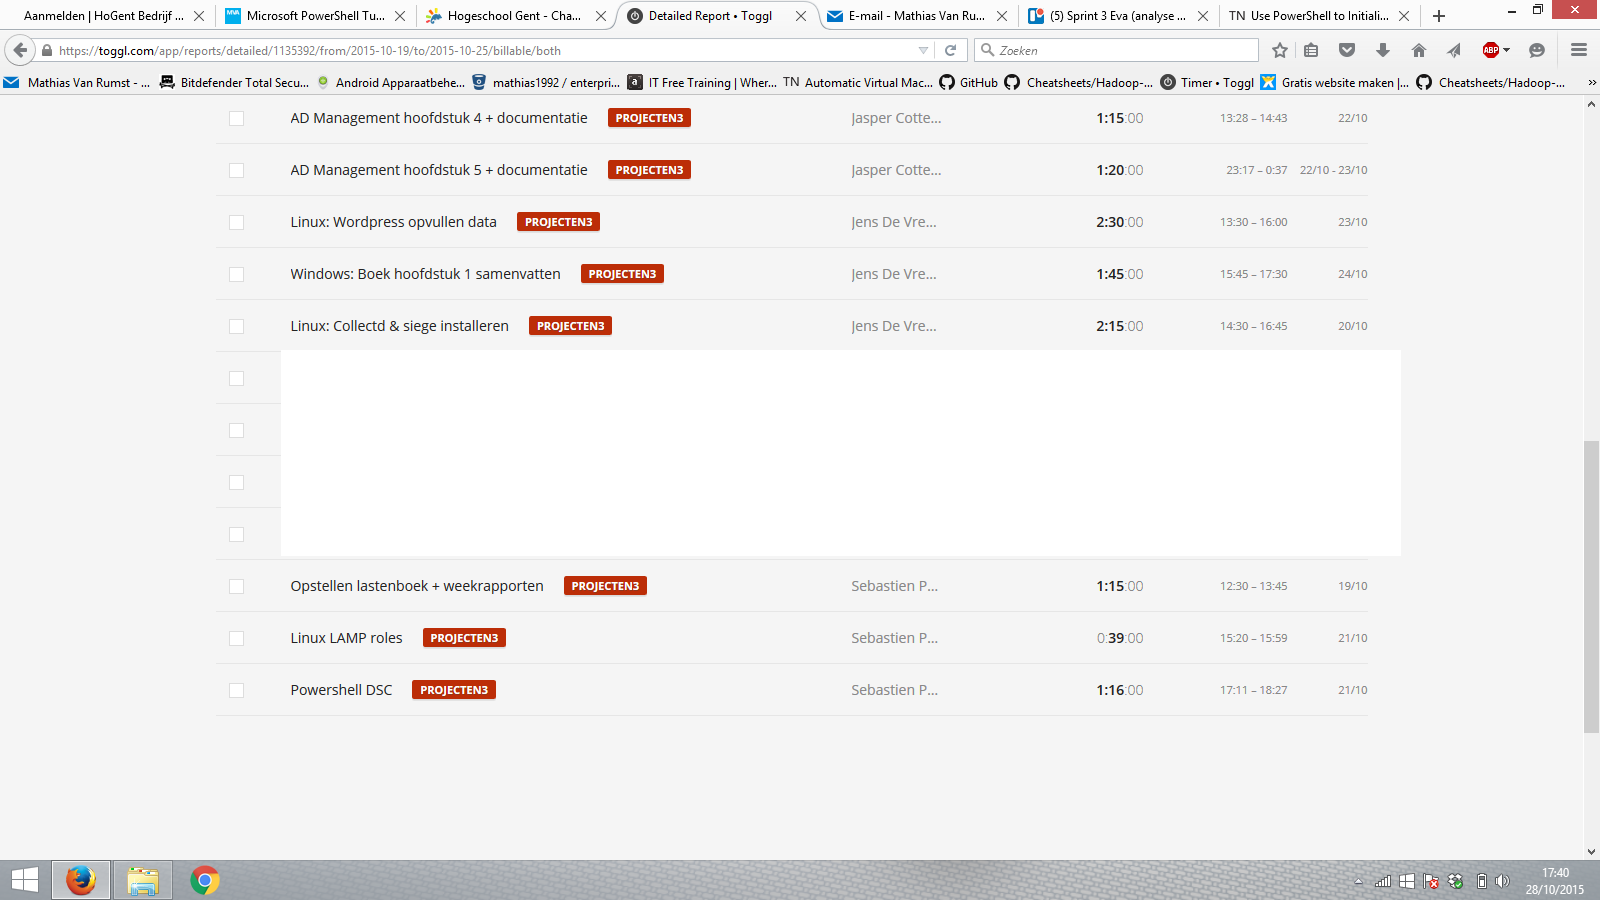 Aanmelden | HoGent Bedrijf ... Microsoft PowerShell Tu... Hogeschool Gent - Cha... Detailed Report • Toggl E-mail - Mathias Van Ru... (5) Sprint 3 Eva (analyse ... TN Use PowerShell to Initiali...
https://toggl.com/app/reports/detailed/1135392/from/2015-10-19/to/2015-10-25/billable/both Zoeken ABP
Mathias Van Rumst - ... Bitdefender Total Secu... Android Apparaatbehe... mathias1992 / enterpri... a IT Free Training | Wher... TN Automatic Virtual Mac... GitHub Cheatsheets/Hadoop-... Timer • Toggl Gratis website maken |... Cheatsheets/Hadoop-... »
AD Management hoofdstuk 4 + documentatie PROJECTEN3 Jasper Cotte... 1:15:00 13:28 – 14:43 22/10
AD Management hoofdstuk 5 + documentatie PROJECTEN3 Jasper Cotte... 1:20:00 23:17 – 0:37 22/10 - 23/10
Linux: Wordpress opvullen data PROJECTEN3 Jens De Vre... 2:30:00 13:30 – 16:00 23/10
Windows: Boek hoofdstuk 1 samenvatten PROJECTEN3 Jens De Vre... 1:45:00 15:45 – 17:30 24/10
Linux: Collectd & siege installeren PROJECTEN3 Jens De Vre... 2:15:00 14:30 – 16:45 20/10
Opstellen lastenboek + weekrapporten PROJECTEN3 Sebastien P... 1:15:00 12:30 – 13:45 19/10
Linux LAMP roles PROJECTEN3 Sebastien P... 0:39:00 15:20 – 15:59 21/10
Powershell DSC PROJECTEN3 Sebastien P... 1:16:00 17:11 – 18:27 21/10
17:40
28/10/2015